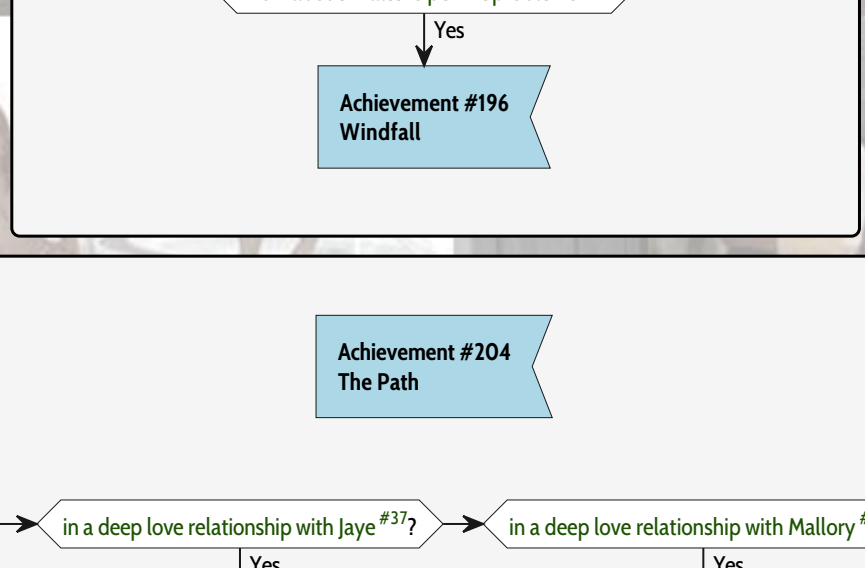 Yes
Achievement #196
Windfall
Achievement #204
The Path
in a deep love relationship with Jaye #37?
in a deep love relationship with Mallory #
Yes
Yes